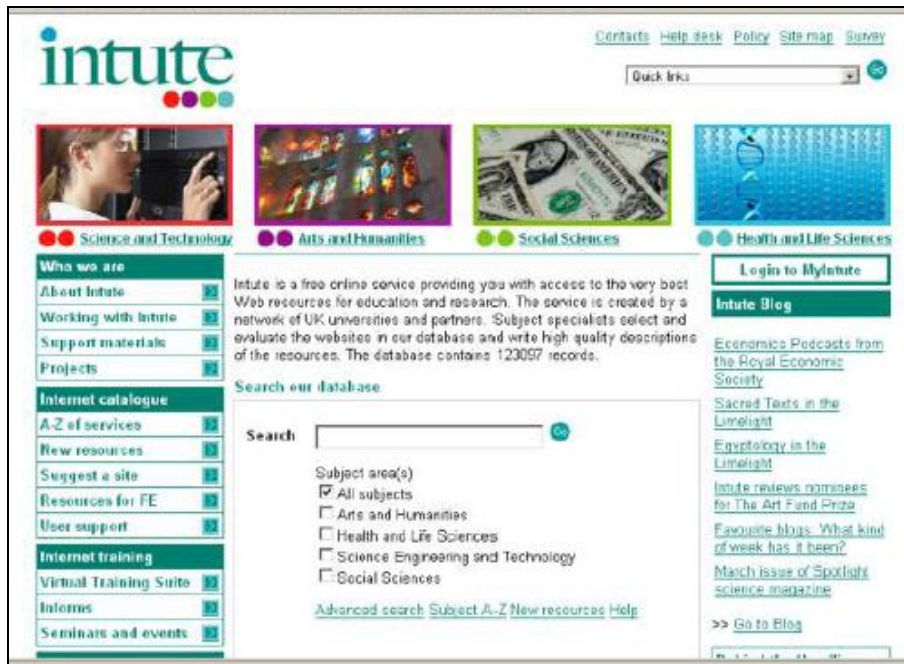 intute
Contacts Help desk Policy Site map Survey
Quick links Go
Science and Technology
Arts and Humanities
Social Sciences
Health and Life Sciences
Who we are
About Intute
Working with Intute
Support materials
Projects
Internet catalogue
A-Z of services
New resources
Suggest a site
Resources for FE
User support
Internet training
Virtual Training Suite
Informs
Seminars and events
Intute is a free online service providing you with access to the very best
Web resources for education and research. The service is created by a
network of UK universities and partners. Subject specialists select and
evaluate the websites in our database and write high quality descriptions
of the resources. The database contains 123097 records.
Search our database
Search Go
Subject area(s)
All subjects
Arts and Humanities
Health and Life Sciences
Science Engineering and Technology
Social Sciences
Advanced search Subject A-Z New resources Help
Login to MyIntute
Intute Blog
Economics Podcasts from
the Royal Economic
Society
Sacred Texts in the
Limelight
Egyptology in the
Limelight
Intute reviews nominees
for The Art Fund Prize
Favourite blogs: What kind
of week has it been?
March issue of Spotlight
science magazine
>> Go to Blog